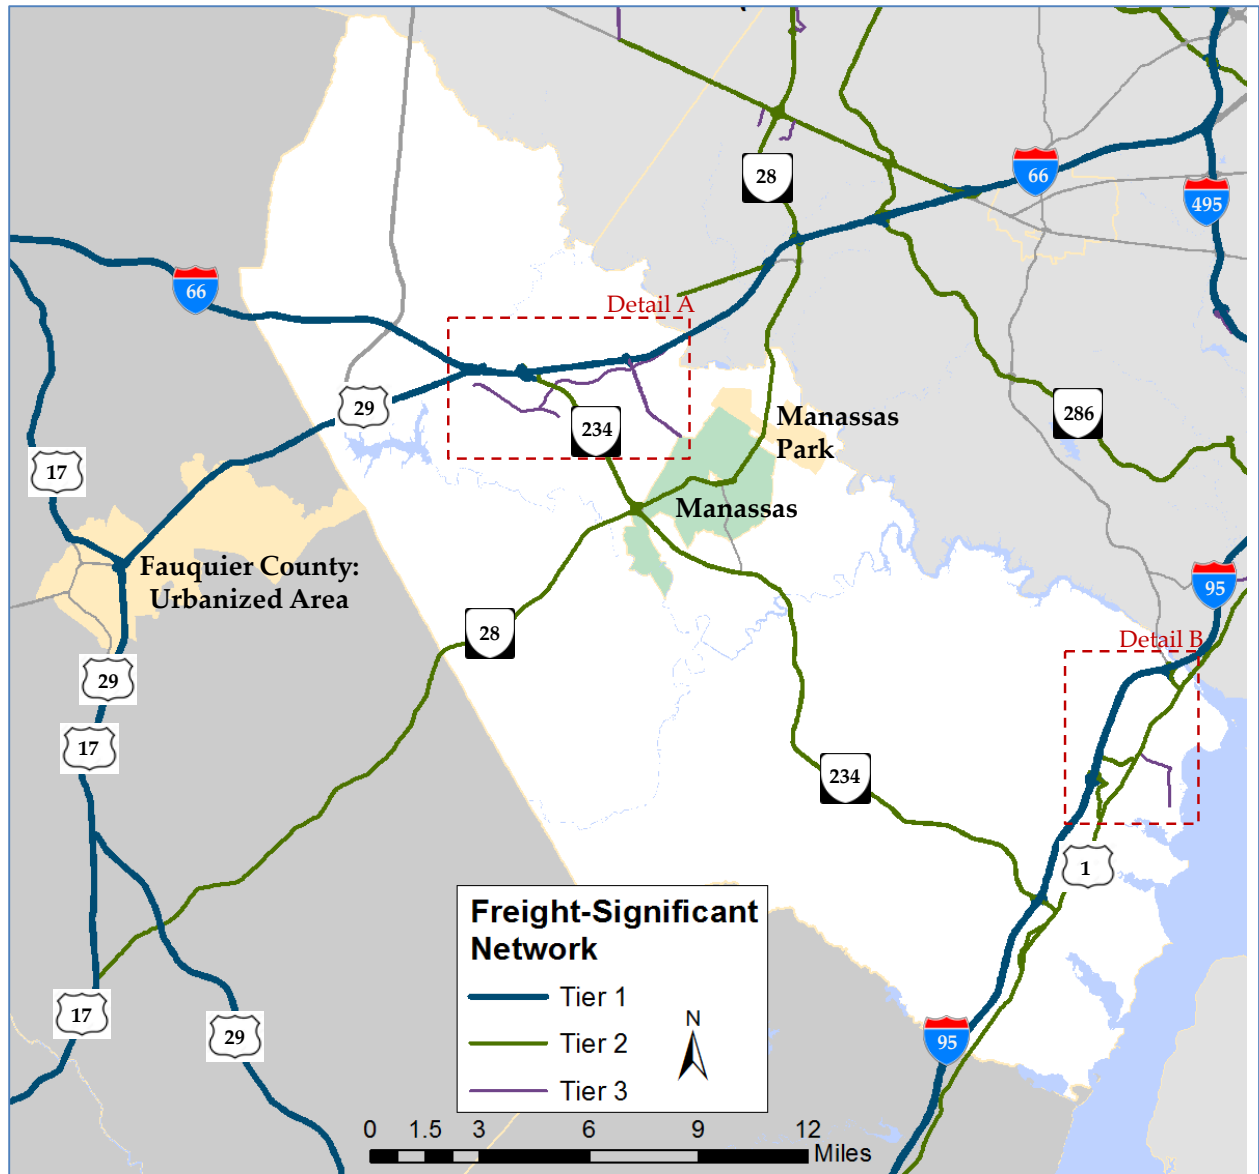 28
66
495
66
Detail A
29
234
286
Manassas
Park
17
Manassas
Fauquier County:
Urbanized Area
95
28
Detail B
29
17
234
1
Freight-Significant
Network
Tier 1
Tier 2
Tier 3
N
17
29
95
0 1.5 3 6 9 12
Miles